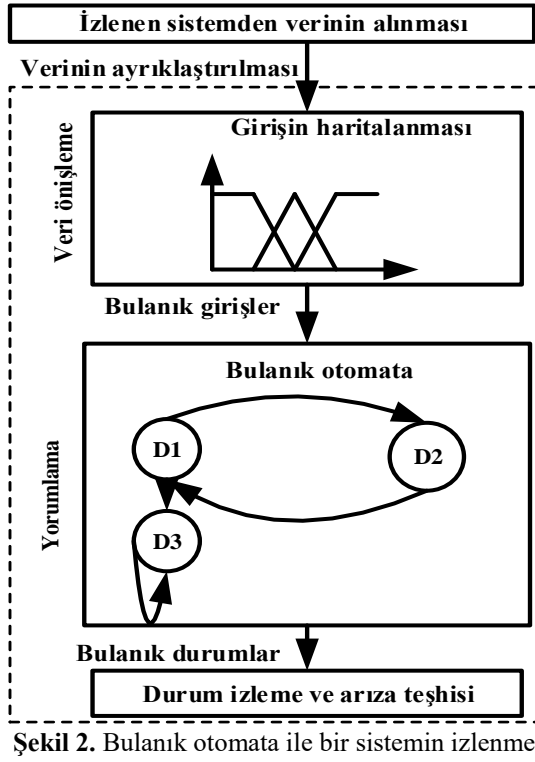 İzlenen sistemden verinin alınması
Verinin ayrıklaştırılması
Veri önişleme
Girişin haritalanması
Bulanık girişler
Yorumlama
Bulanık otomata
D1
D2
D3
Bulanık durumlar
Durum izleme ve arıza teşhisi
Şekil 2. Bulanık otomata ile bir sistemin izlenme